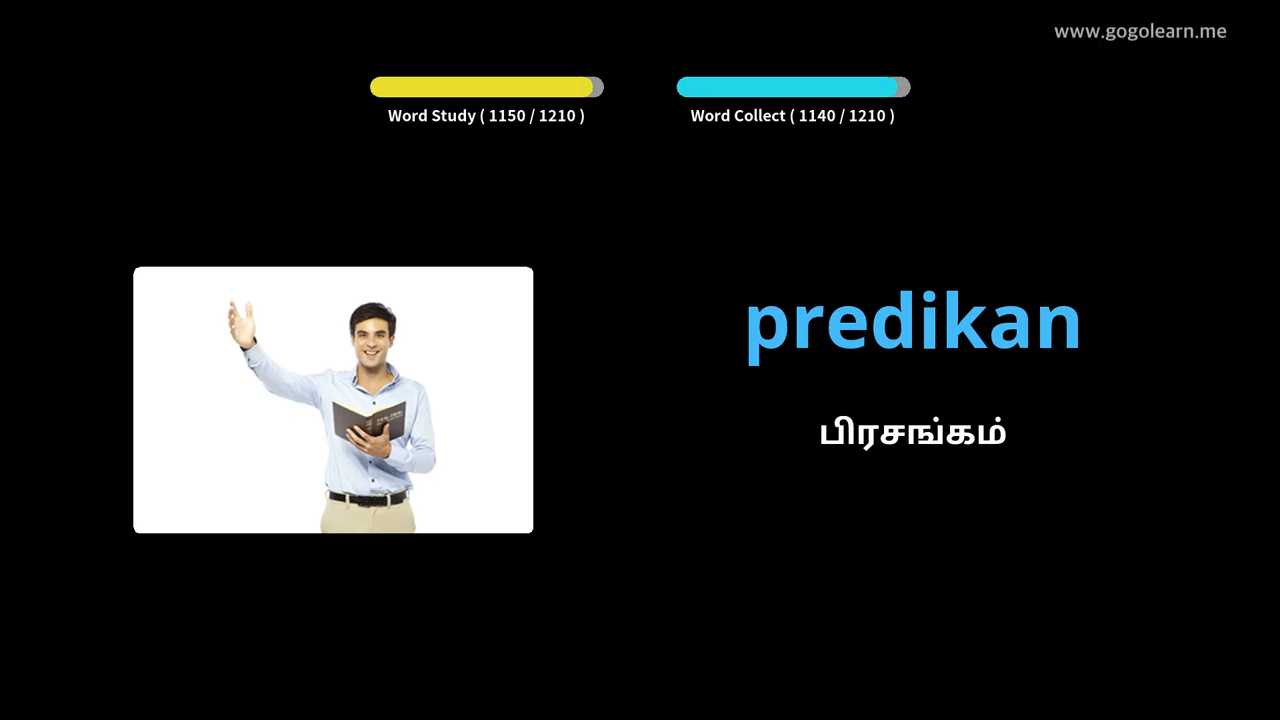 www.gogolearn.me
Word Study ( 1150 / 1210 )
Word Collect ( 1140 / 1210 )
predikan
பிரசங்கம்